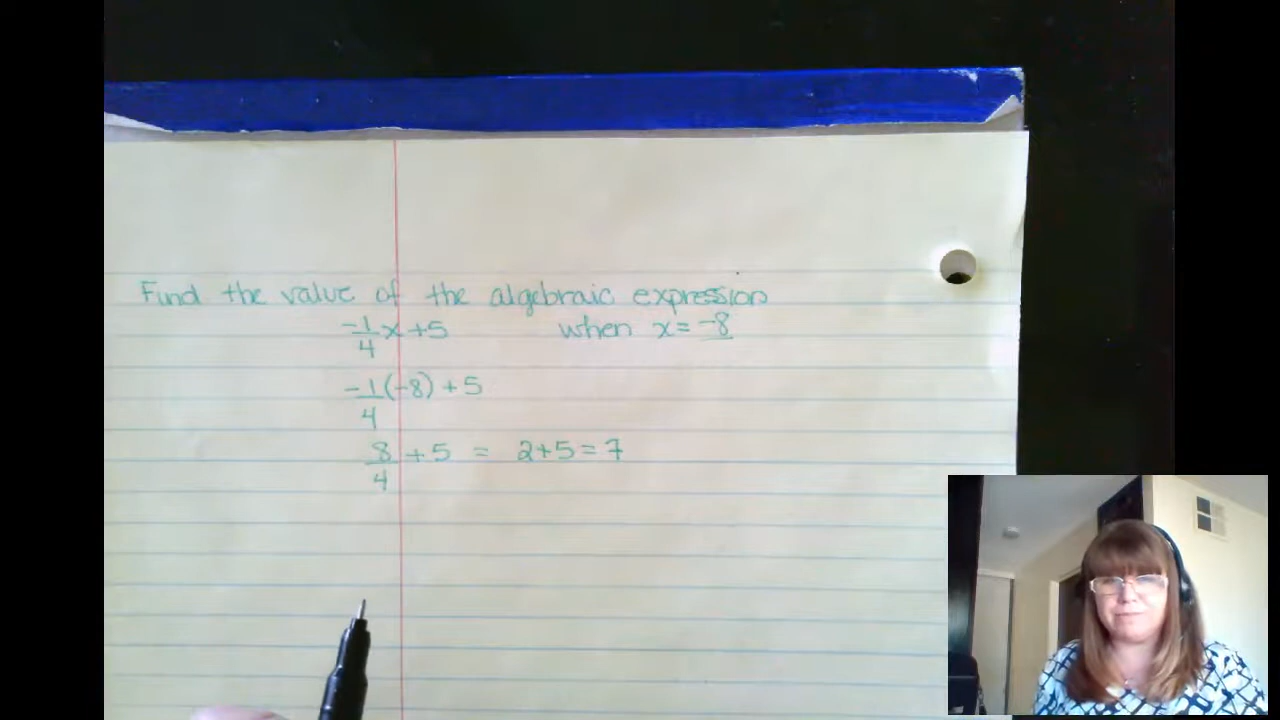 Find the value of the algebraic expression
-1/4 x + 5 when x = -8
-1/4 (-8) + 5
8/4 + 5 = 2+5=7